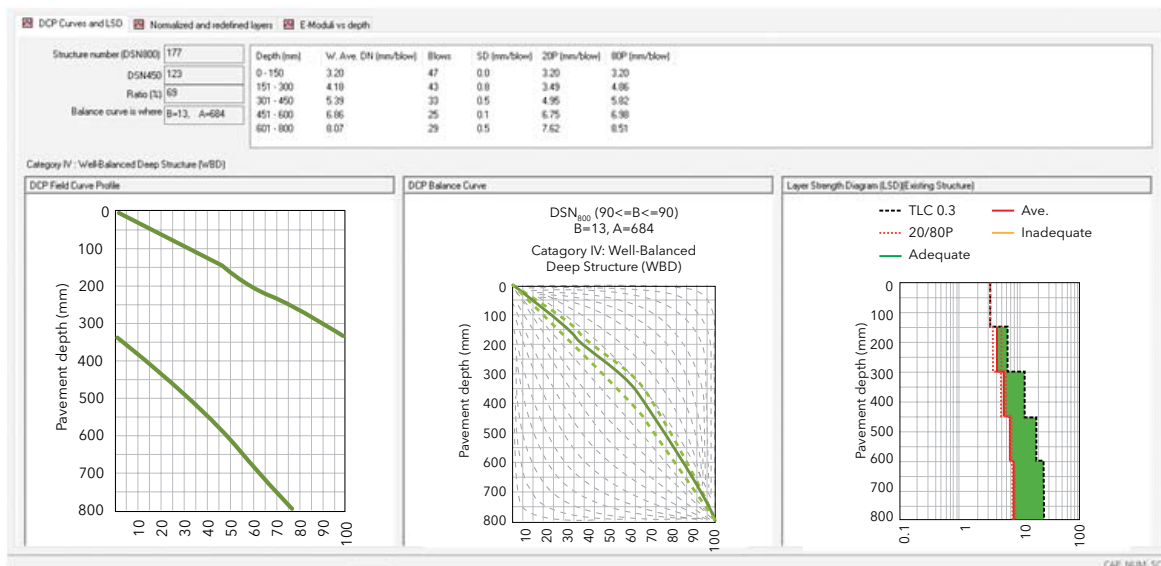 DCP Curves and LSD Normalized and redefined layers E-Moduli vs depth
Structure number (DSN800) 177
DSN450 123
Ratio (%) 69
Balance curve is where B=13, A=684
Depth (mm) W. Ave. DN (mm/blow) Blows SD (mm/blow) 20P (mm/blow) 80P (mm/blow)
0 - 150 3.20 47 0.0 3.20 3.20
151 - 300 4.18 43 0.8 3.49 4.86
301 - 450 5.39 33 0.5 4.95 5.82
451 - 600 6.86 25 0.1 6.75 6.98
601 - 800 8.07 29 0.5 7.62 8.51
Category IV : Well-Balanced Deep Structure (WBD)
DCP Field Curve Profile
Pavement depth (mm)
0
100
200
300
400
500
600
700
800
10 20 30 40 50 60 70 80 90 100
DCP Balance Curve
DSN800 (90<=B<=90)
B=13, A=684
Catagory IV: Well-Balanced
Deep Structure (WBD)
Pavement depth (mm)
0
100
200
300
400
500
600
700
800
10 20 30 40 50 60 70 80 90 100
Layer Strength Diagram (LSD)(Existing Structure)
TLC 0.3 Ave.
20/80P Inadequate
Adequate
Pavement depth (mm)
0
100
200
300
400
500
600
700
800
0.1 1 10 100
CAP NUM SC